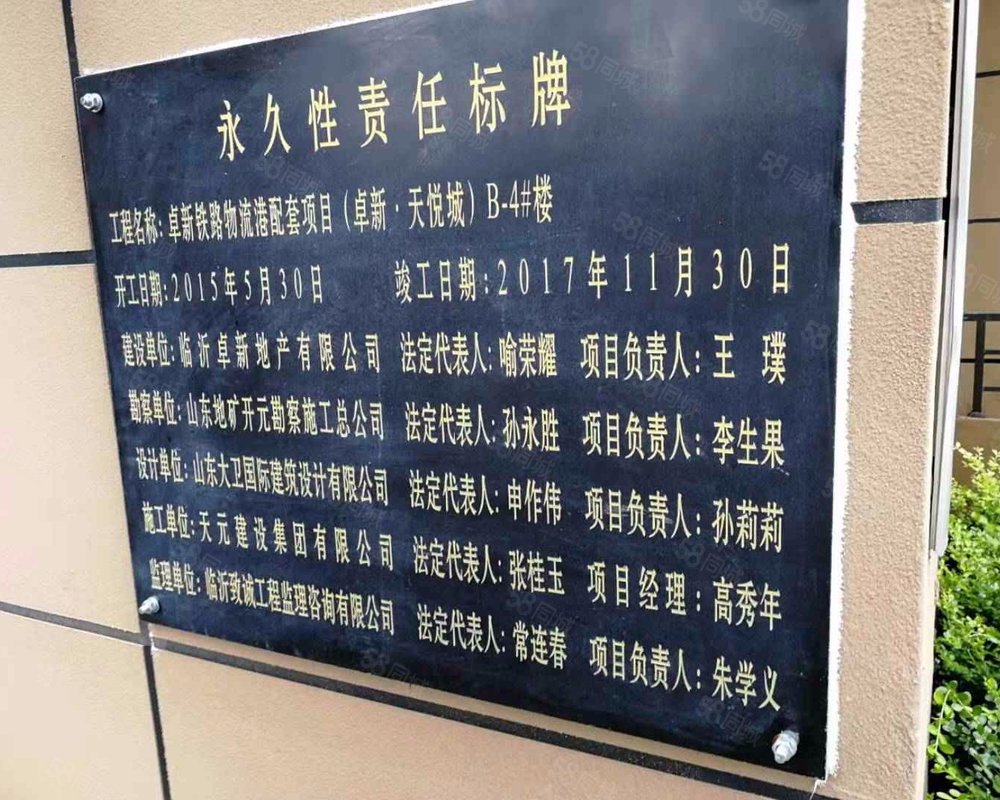 永久性责任标牌
工程名称: 卓新铁路物流港配套项目（卓新·天悦城）B-4#楼
开工日期:2015年5月30日 竣工日期:2017年11月30日
建设单位: 临沂卓新地产有限公司 法定代表人: 喻荣耀 项目负责人: 王璞
勘察单位: 山东地矿开元勘察施工总公司 法定代表人: 孙永胜 项目负责人: 李生果
设计单位: 山东大卫国际建筑设计有限公司 法定代表人: 申作伟 项目负责人: 孙莉莉
施工单位: 天元建设集团有限公司 法定代表人: 张桂玉 项目经理: 高秀年
监理单位: 临沂致诚工程监理咨询有限公司 法定代表人: 常连春 项目负责人: 朱学义
58同城